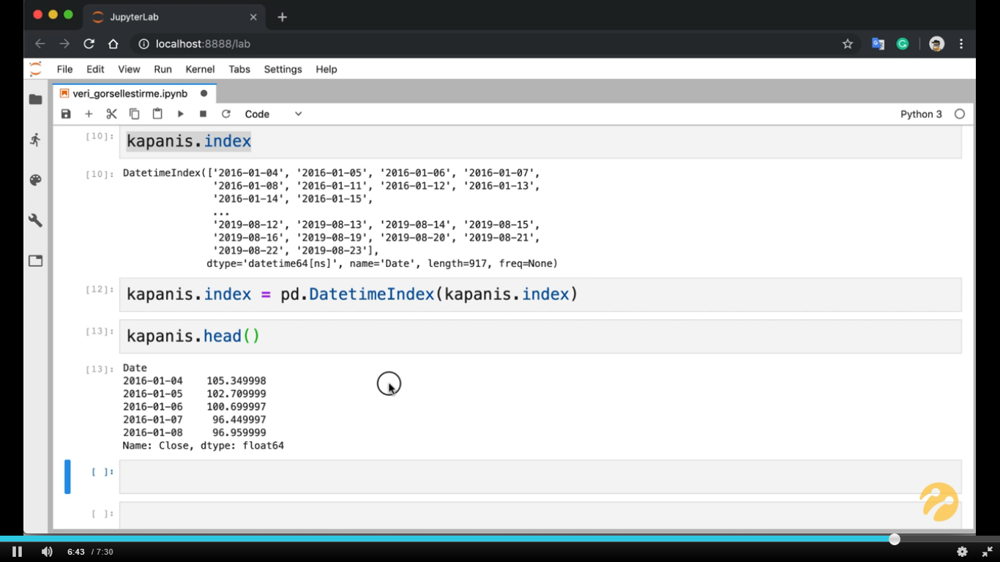 JupyterLab
localhost:8888/lab
File Edit View Run Kernel Tabs Settings Help
veri_gorsellestirme.ipynb
Code Python 3
[10]: kapanis.index
[10]: DatetimeIndex(['2016-01-04', '2016-01-05', '2016-01-06', '2016-01-07',
'2016-01-08', '2016-01-11', '2016-01-12', '2016-01-13',
'2016-01-14', '2016-01-15',
...
'2019-08-12', '2019-08-13', '2019-08-14', '2019-08-15',
'2019-08-16', '2019-08-19', '2019-08-20', '2019-08-21',
'2019-08-22', '2019-08-23'],
dtype='datetime64[ns]', name='Date', length=917, freq=None)
[12]: kapanis.index = pd.DatetimeIndex(kapanis.index)
[13]: kapanis.head()
[13]: Date
2016-01-04 105.349998
2016-01-05 102.709999
2016-01-06 100.699997
2016-01-07 96.449997
2016-01-08 96.959999
Name: Close, dtype: float64
[ ]:
[ ]:
6:43 / 7:30